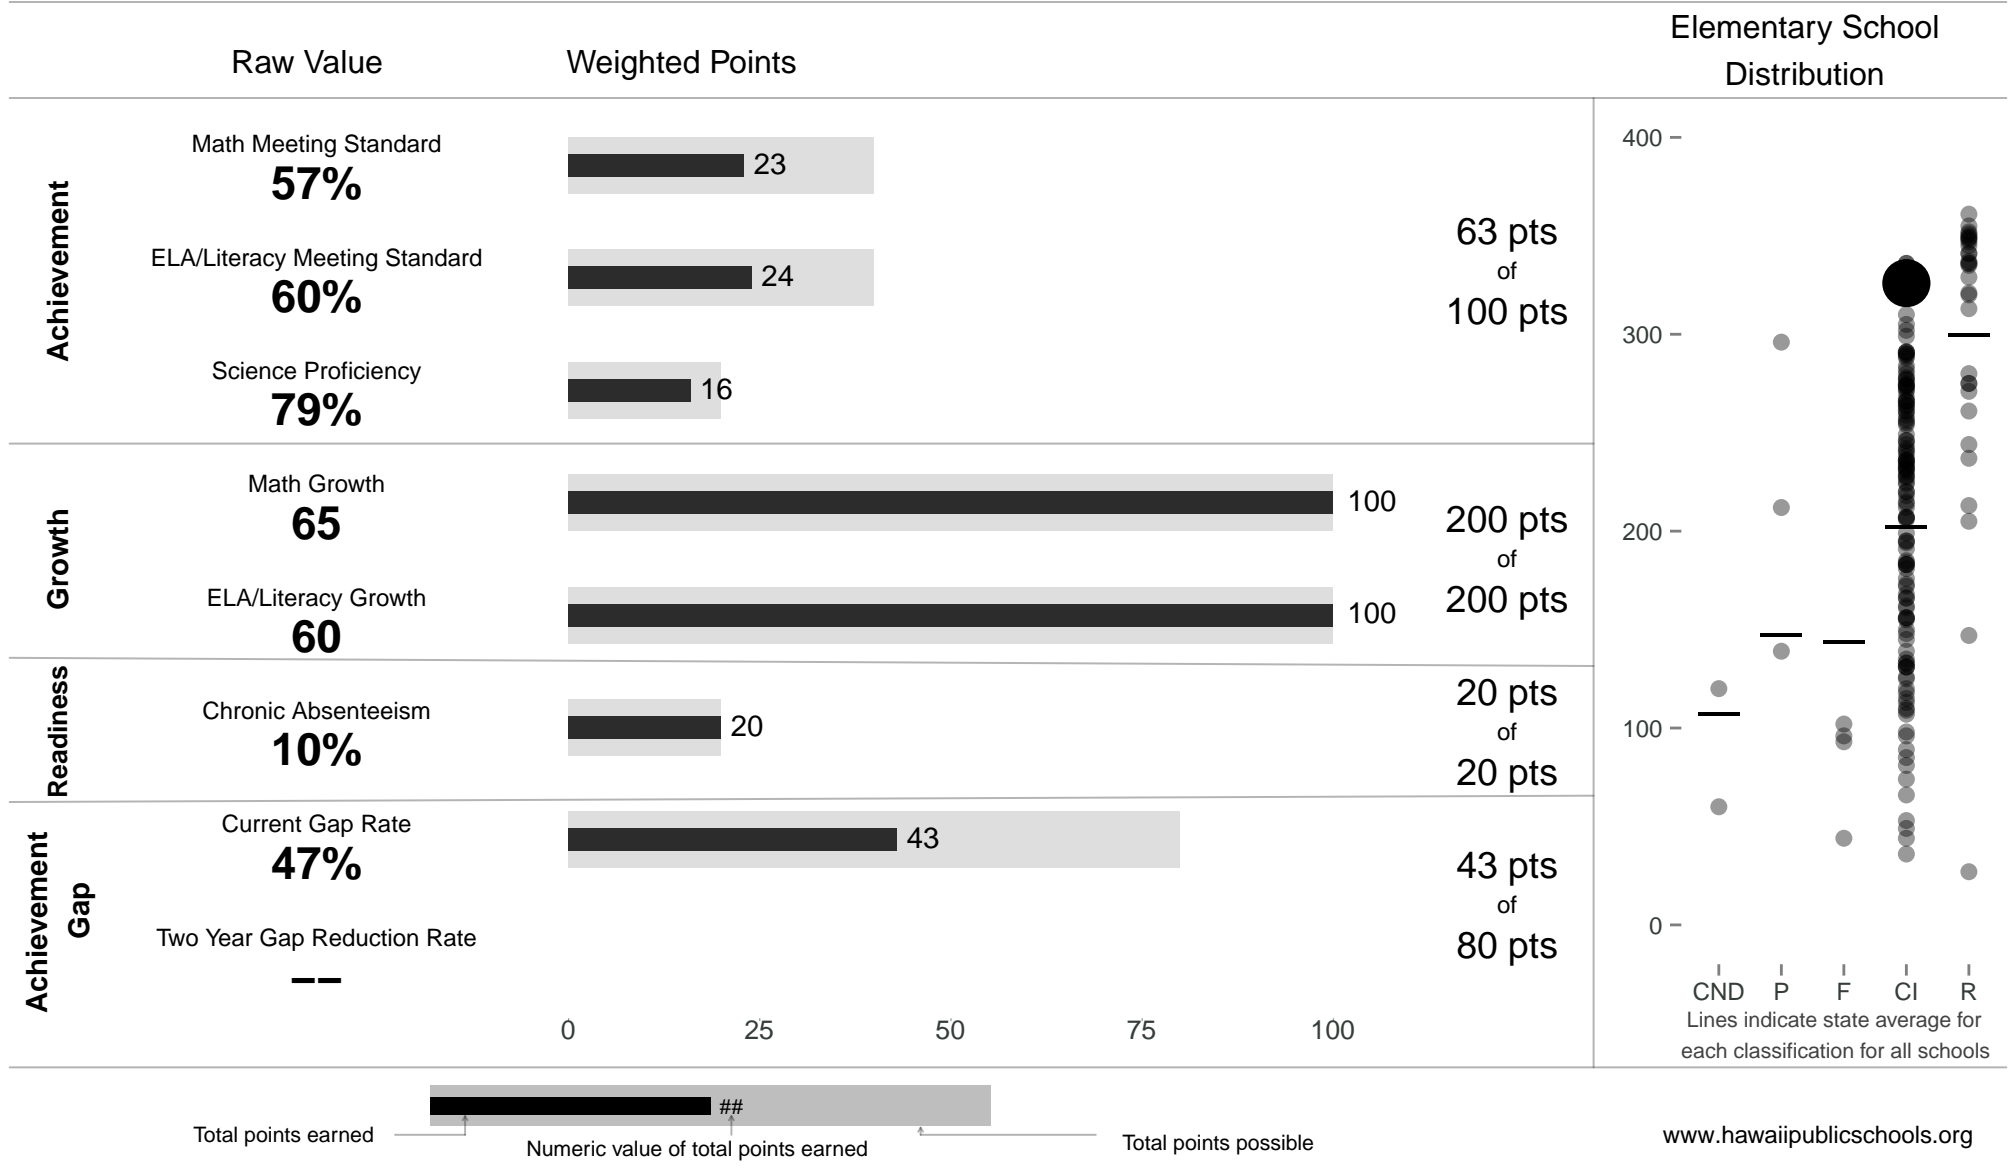 Raw Value
Weighted Points
Elementary School
Distribution
Achievement
Math Meeting Standard
57%
23
ELA/Literacy Meeting Standard
60%
24
Science Proficiency
79%
16
63 pts
of
100 pts
Growth
Math Growth
65
100
ELA/Literacy Growth
60
100
200 pts
of
200 pts
Readiness
Chronic Absenteeism
10%
20
20 pts
of
20 pts
Achievement
Gap
Current Gap Rate
47%
43
Two Year Gap Reduction Rate
--
43 pts
of
80 pts
0 25 50 75 100
400
300
200
100
0
CND P F CI R
Lines indicate state average for
each classification for all schools
##
Total points earned
Numeric value of total points earned
Total points possible
www.hawaiipublicschools.org